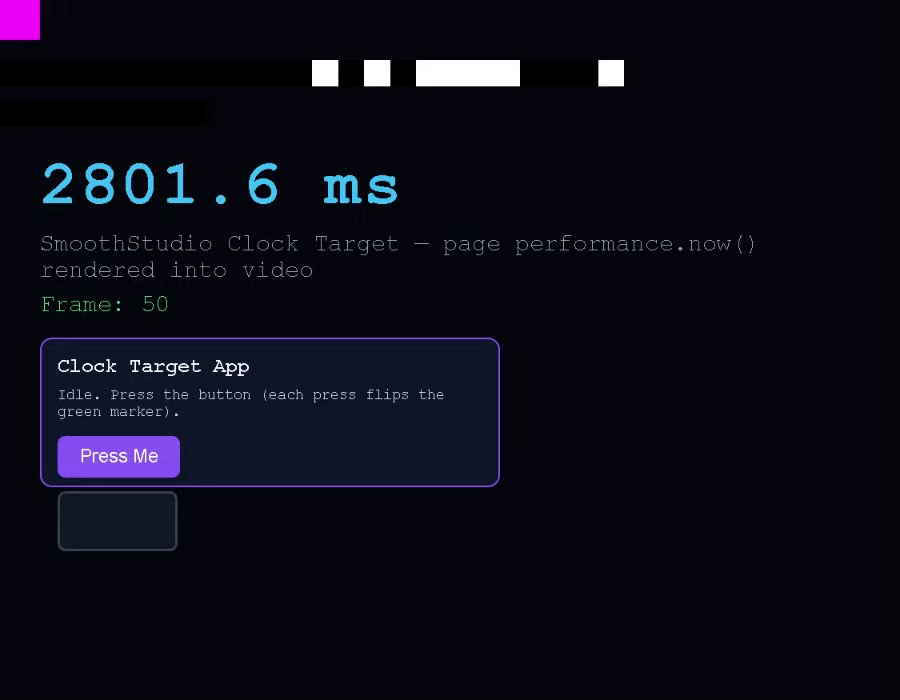 2801.6 ms
SmoothStudio Clock Target — page performance.now()
rendered into video
Frame: 50
Clock Target App
Idle. Press the button (each press flips the
green marker).
Press Me